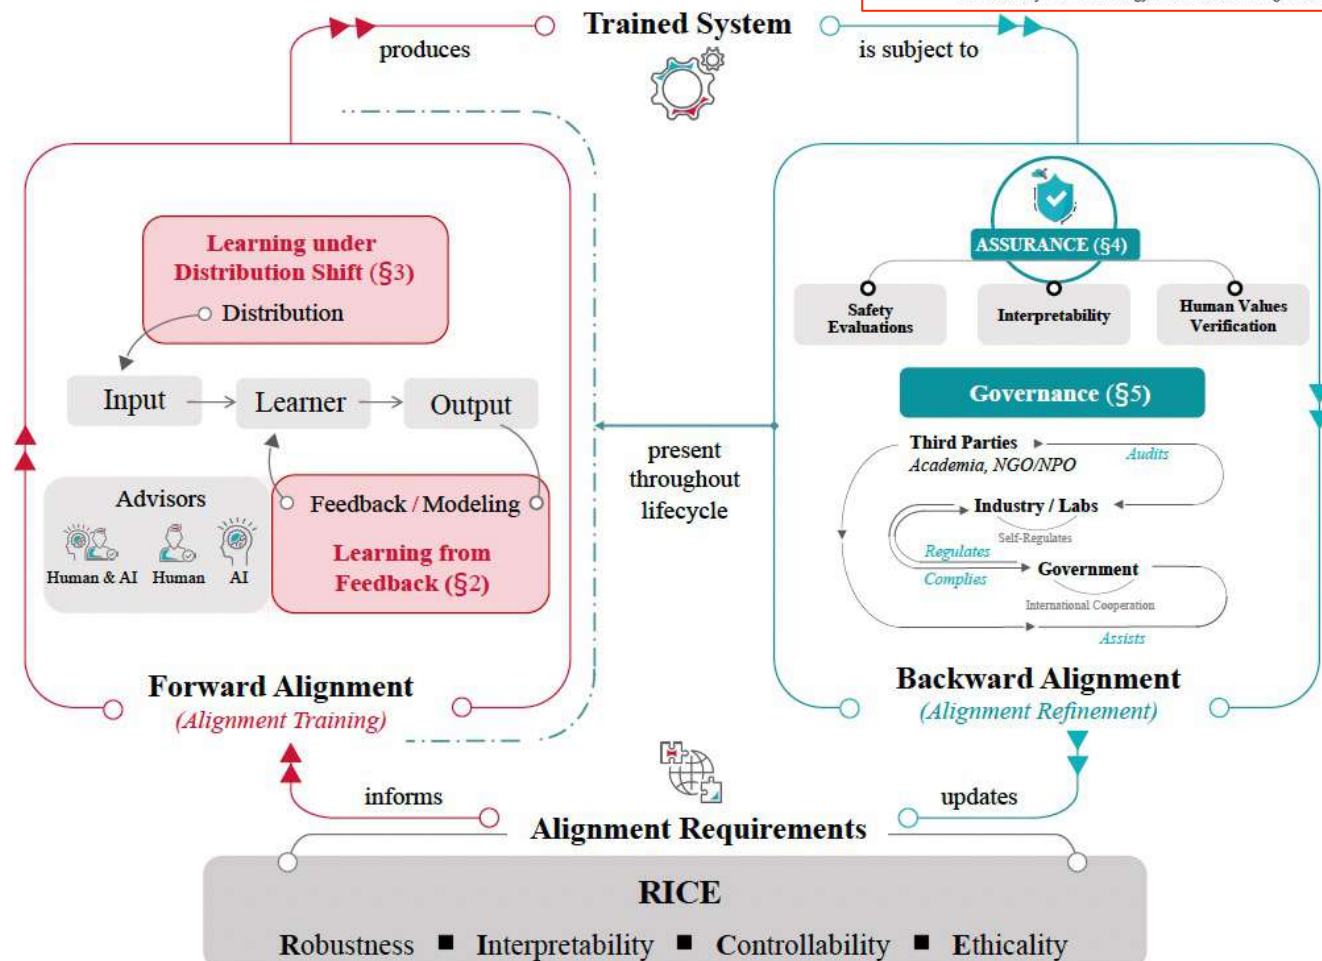 Trained System
produces
is subject to
Learning under
Distribution Shift (§3)
Distribution
Input
Learner
Output
Advisors
Human & AI
Human
AI
Feedback / Modeling
Learning from
Feedback (§2)
Forward Alignment
(Alignment Training)
present
throughout
lifecycle
ASSURANCE (§4)
Safety
Evaluations
Interpretability
Human Values
Verification
Governance (§5)
Third Parties
Academia, NGO/NPO
Audits
Industry / Labs
Self-Regulates
Regulates
Complies
Government
International Cooperation
Assists
Backward Alignment
(Alignment Refinement)
informs
updates
Alignment Requirements
RICE
Robustness ■ Interpretability ■ Controllability ■ Ethicality